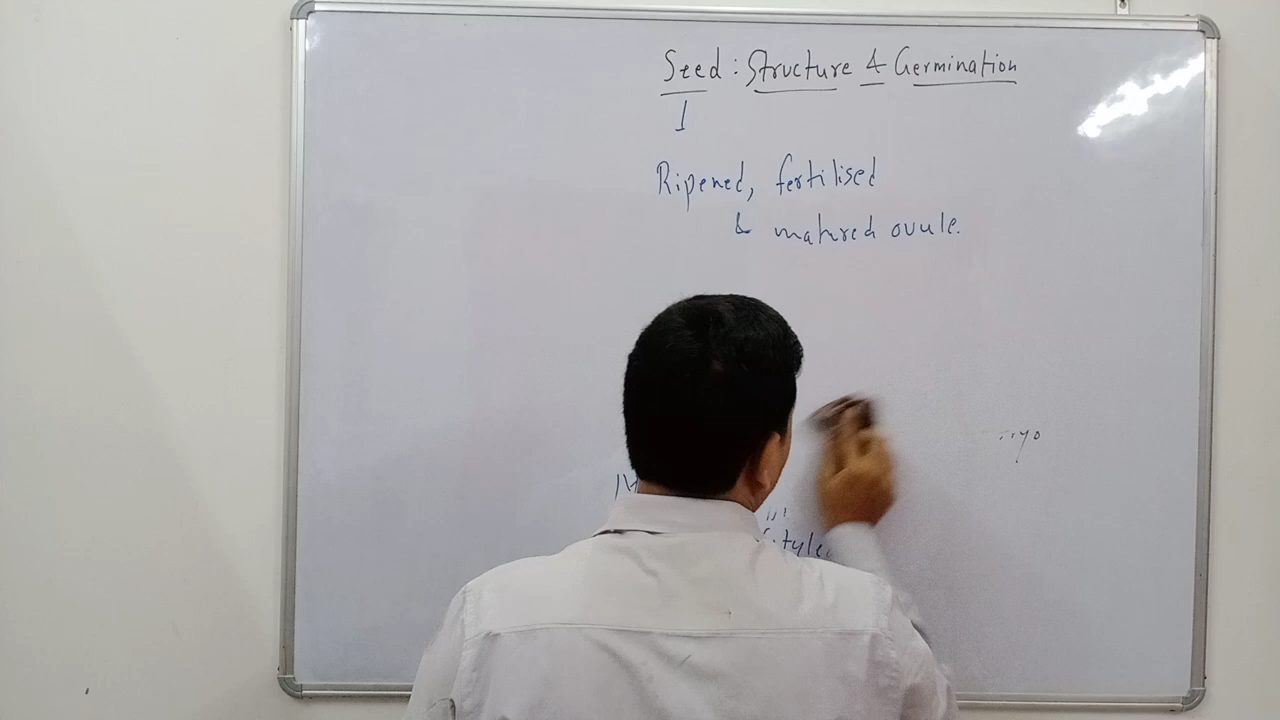 Seed : Structure & Germination
Ripened, fertilised
& matured ovule.